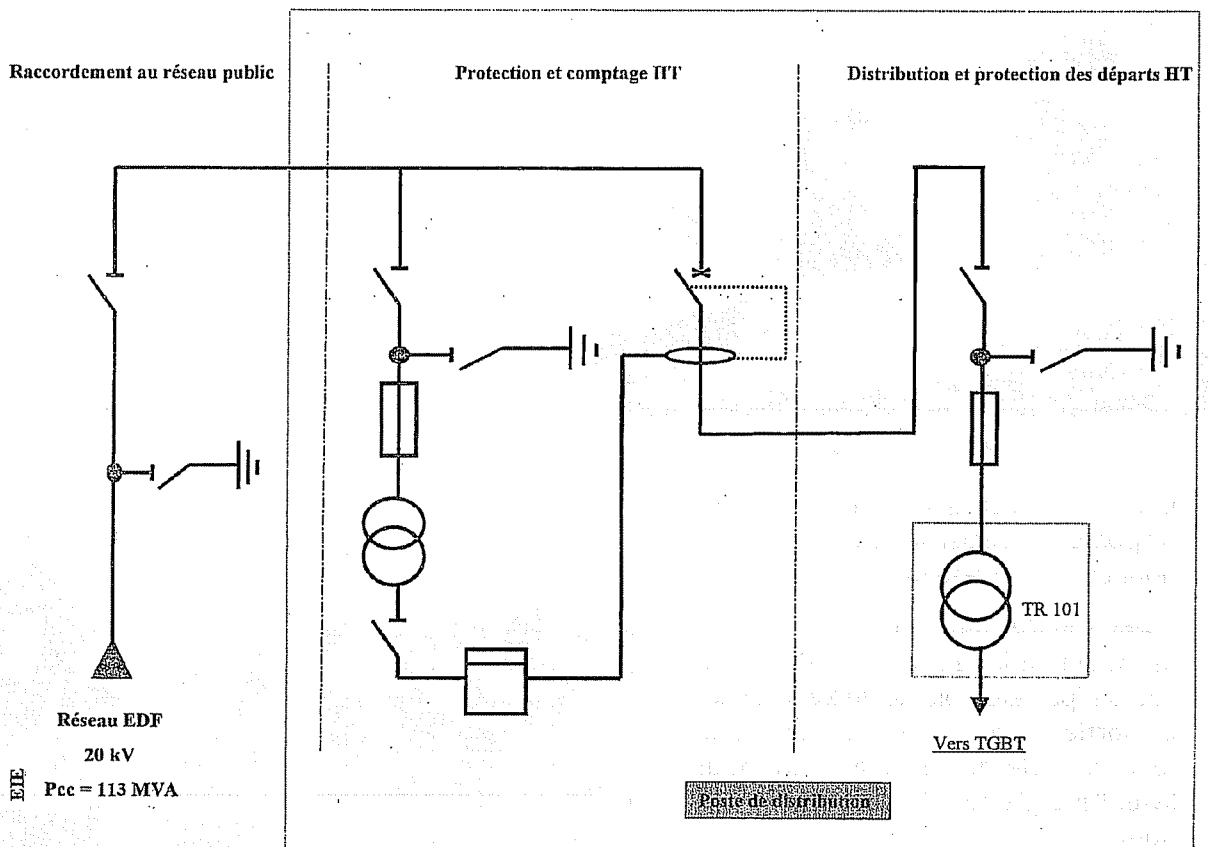 Raccordement au réseau public
Protection et comptage HT
Distribution et protection des départs HT
TR 101
Réseau EDF
20 kV
Pcc = 113 MVA
EIE
Vers TGBT
Poste de distribution